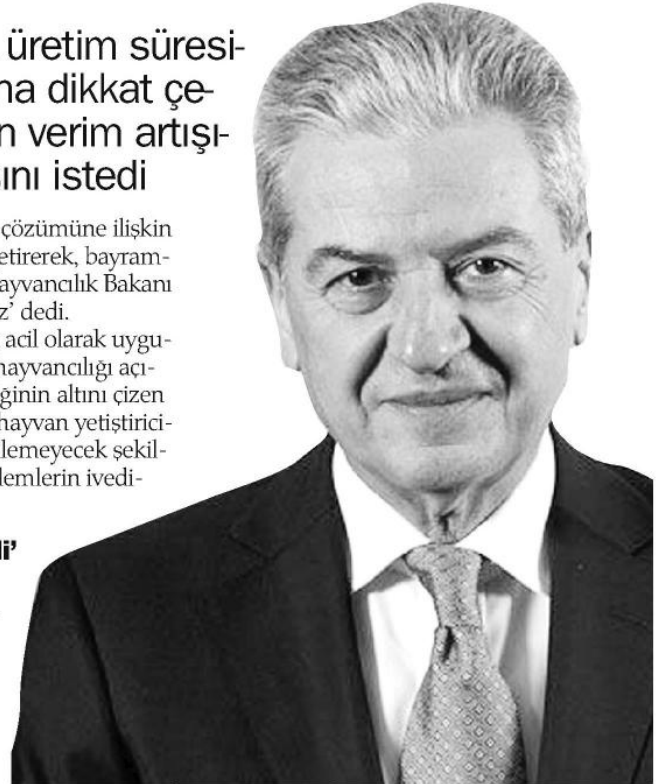 üretim süresi-
na dikkat çe-
n verim artışı-
ını istedi
çözümüne ilişkin
etirerek, bayram-
ayvancılık Bakanı
z’ dedi.
acil olarak uygu-
hayvancılığı açı-
ğinin altını çizen
hayvan yetiştirici-
lemeyecek şekil-
lemlerin ivedi-
li’